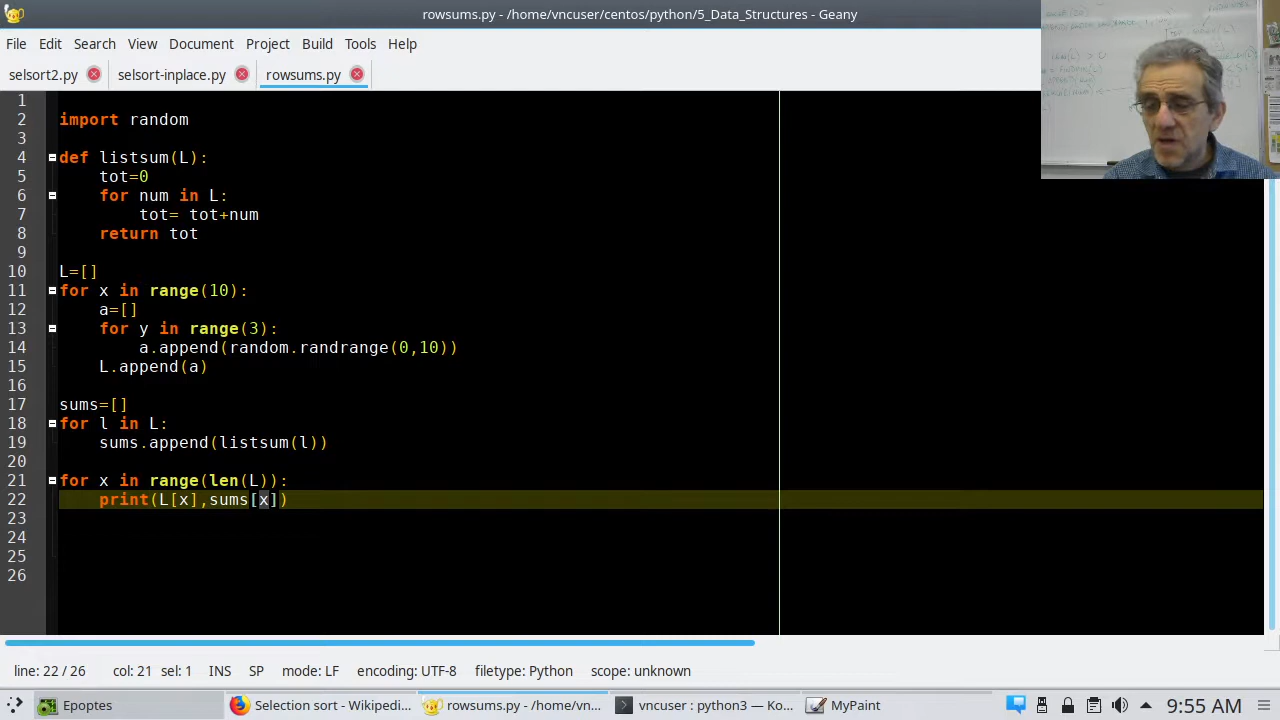 rowsums.py - /home/vncuser/centos/python/5_Data_Structures - Geany
File Edit Search View Document Project Build Tools Help
selsort2.py selsort-inplace.py rowsums.py
1
2 import random
3
4 def listsum(L):
5 tot=0
6 for num in L:
7 tot= tot+num
8 return tot
9
10 L=[]
11 for x in range(10):
12 a=[]
13 for y in range(3):
14 a.append(random.randrange(0,10))
15 L.append(a)
16
17 sums=[]
18 for l in L:
19 sums.append(listsum(l))
20
21 for x in range(len(L)):
22 print(L[x],sums[x])
23
24
25
26
line: 22 / 26 col: 21 sel: 1 INS SP mode: LF encoding: UTF-8 filetype: Python scope: unknown
Epoptes Selection sort - Wikipedi... rowsums.py - /home/vn... vncuser : python3 — Ko... MyPaint 9:55 AM